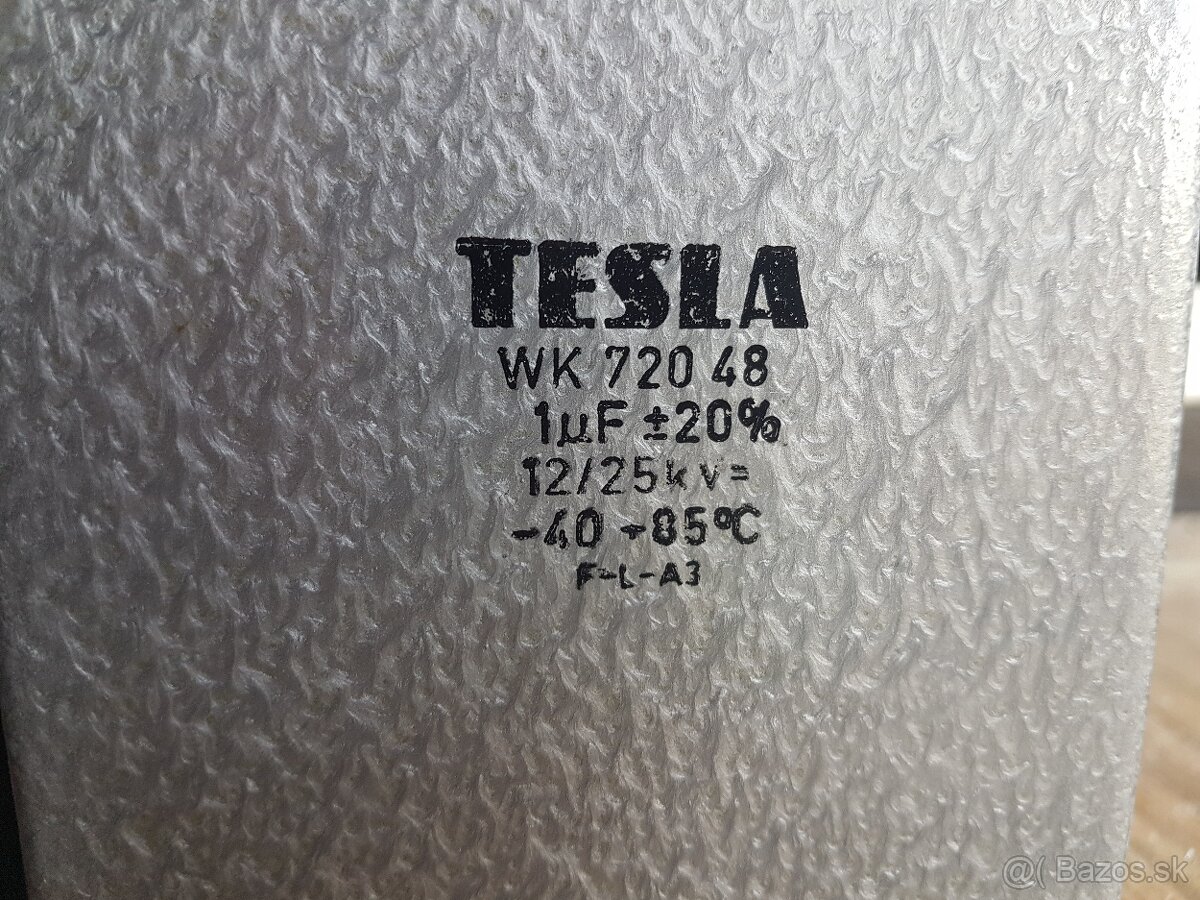 TESLA
WK 720 48
1µF ±20%
12/25kv=
-40 +85°C
F-L-A3
@( Bazos.sk